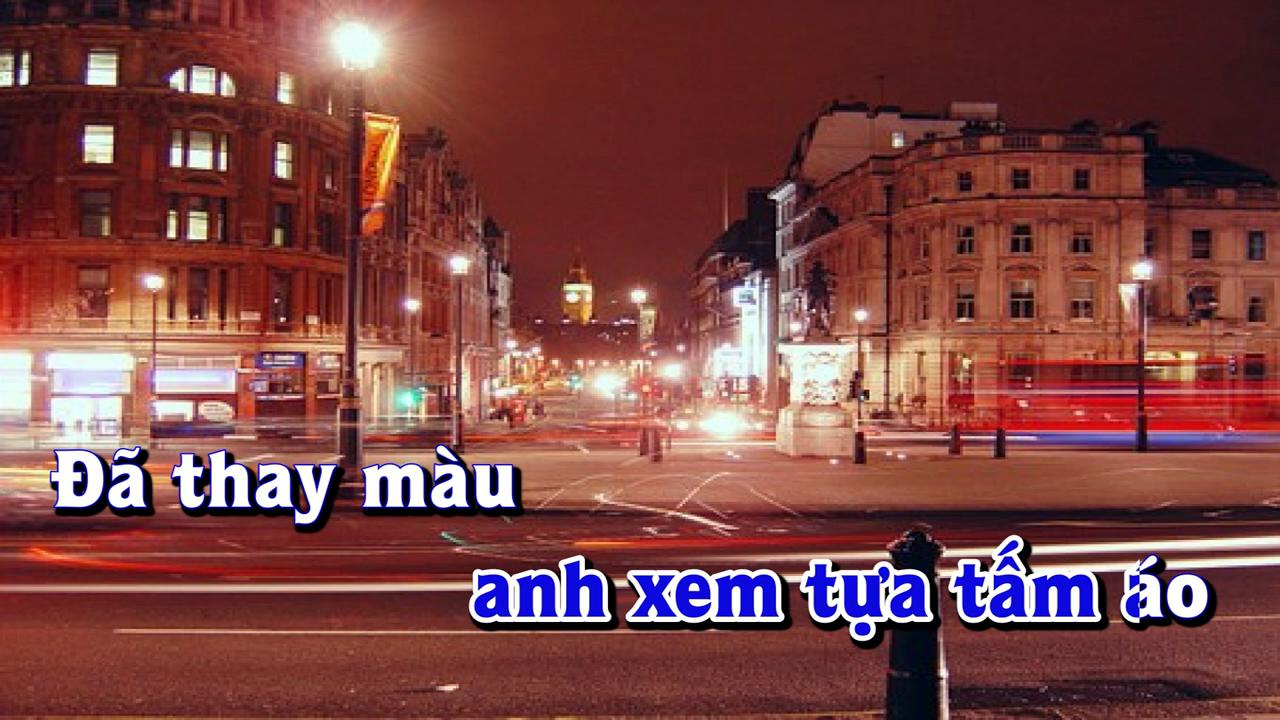 Đã thay màu
anh xem tựa tấm áo